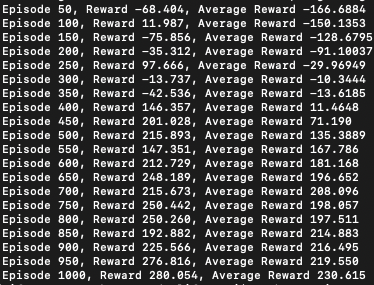 Episode 50, Reward -68.404, Average Reward -166.6884
Episode 100, Reward 11.987, Average Reward -150.1353
Episode 150, Reward -75.856, Average Reward -128.6795
Episode 200, Reward -35.312, Average Reward -91.10037
Episode 250, Reward 97.666, Average Reward -29.96949
Episode 300, Reward -13.737, Average Reward -10.3444
Episode 350, Reward -42.536, Average Reward -13.6185
Episode 400, Reward 146.357, Average Reward 11.4648
Episode 450, Reward 201.028, Average Reward 71.190
Episode 500, Reward 215.893, Average Reward 135.3889
Episode 550, Reward 147.351, Average Reward 167.786
Episode 600, Reward 212.729, Average Reward 181.168
Episode 650, Reward 248.189, Average Reward 196.652
Episode 700, Reward 215.673, Average Reward 208.096
Episode 750, Reward 250.442, Average Reward 198.057
Episode 800, Reward 250.260, Average Reward 197.511
Episode 850, Reward 192.882, Average Reward 214.883
Episode 900, Reward 225.566, Average Reward 216.495
Episode 950, Reward 276.816, Average Reward 219.550
Episode 1000, Reward 280.054, Average Reward 230.615